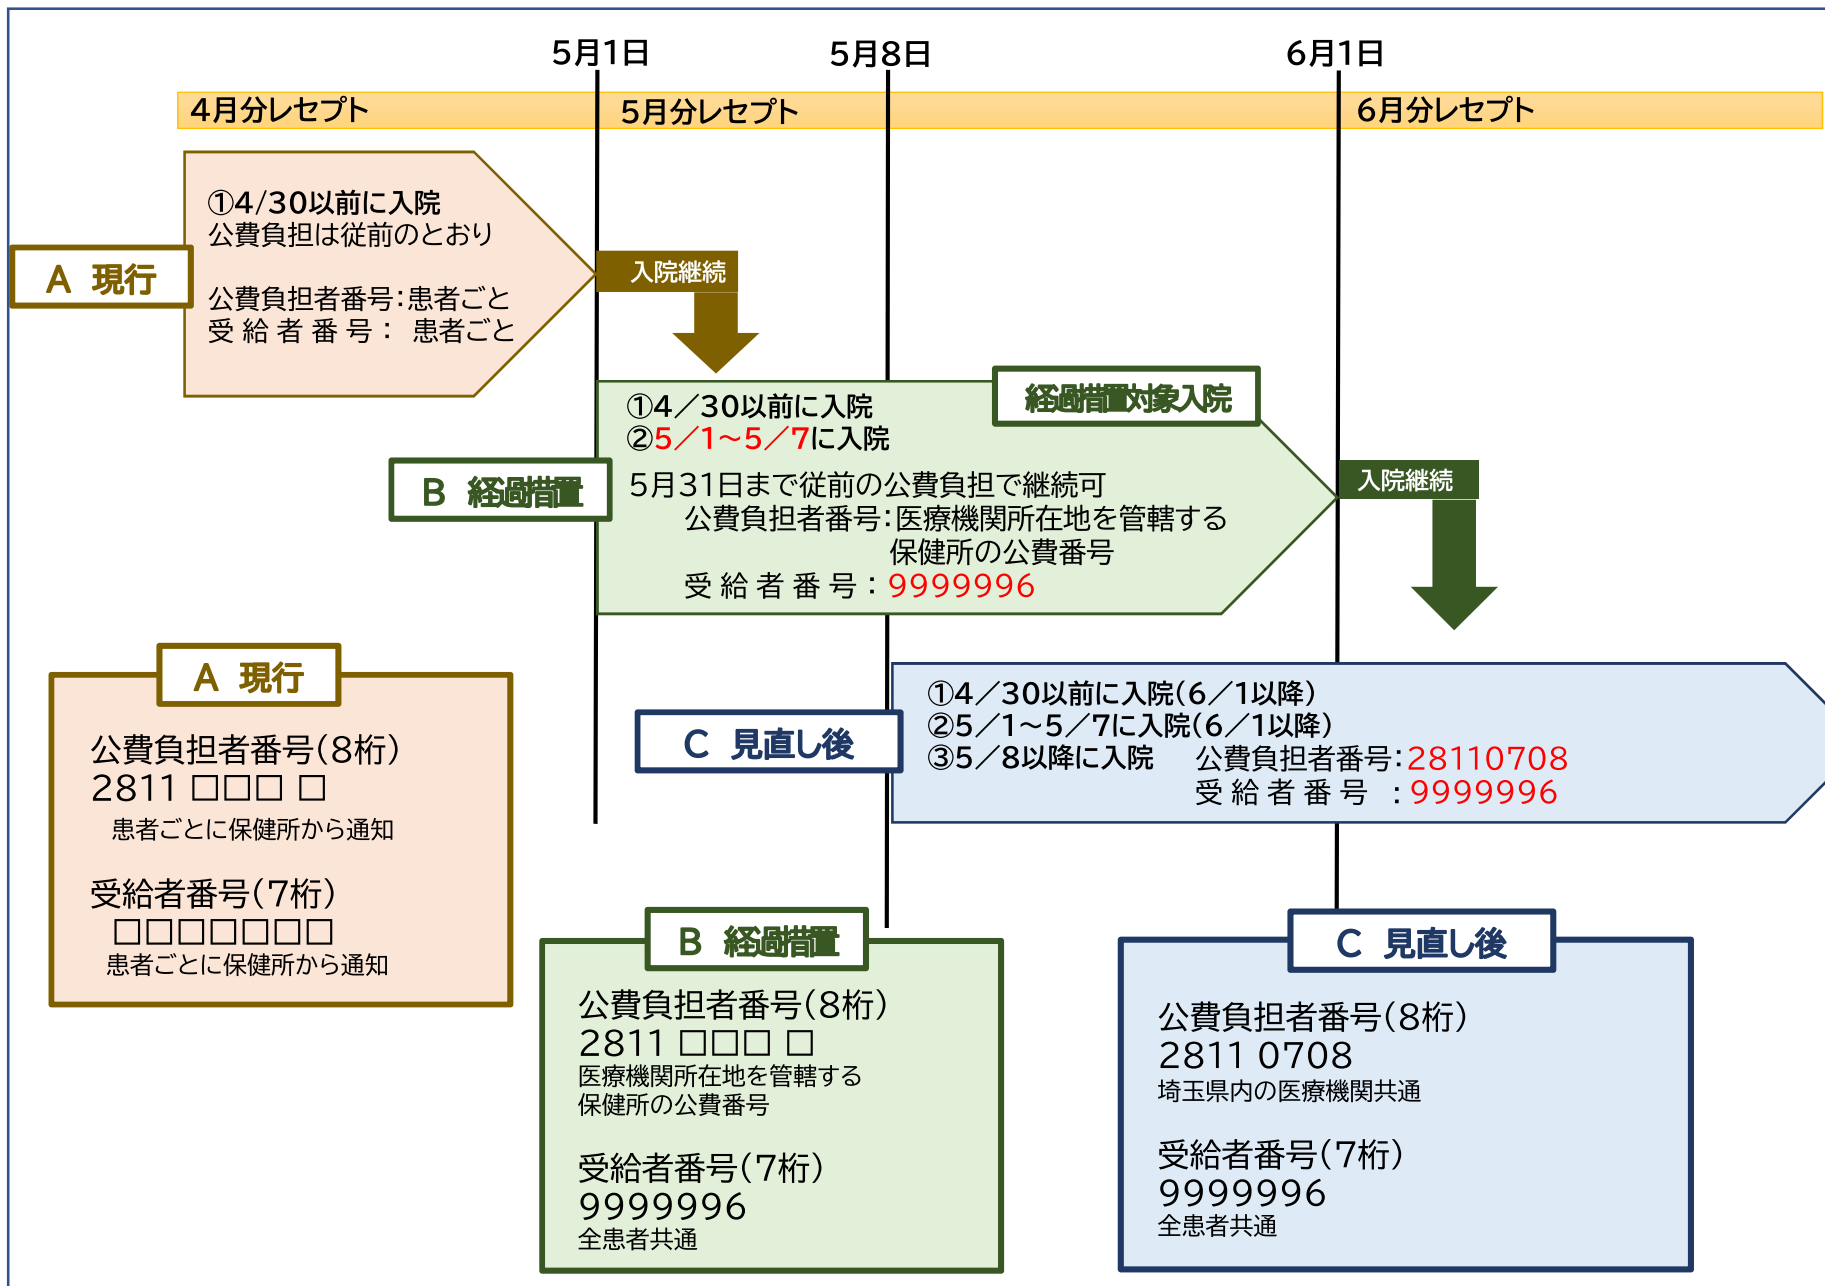 5月1日
5月8日
6月1日
4月分レセプト
5月分レセプト
6月分レセプト
①4/30以前に入院
公費負担は従前のとおり
公費負担者番号：患者ごと
受給者番号： 患者ごと
A 現行
入院継続
経過措置対象入院
①4／30以前に入院
②5／1～5／7に入院
5月31日まで従前の公費負担で継続可
公費負担者番号：医療機関所在地を管轄する
保健所の公費番号
受給者番号：9999996
B 経過措置
入院継続
①4／30以前に入院（6／1以降）
②5／1～5／7に入院（6／1以降）
③5／8以降に入院 公費負担者番号：28110708
受給者番号 ：9999996
C 見直し後
A 現行
公費負担者番号（8桁）
2811 □□□ □
患者ごとに保健所から通知
受給者番号（7桁）
□□□□□□□
患者ごとに保健所から通知
B 経過措置
公費負担者番号（8桁）
2811 □□□ □
医療機関所在地を管轄する
保健所の公費番号
受給者番号（7桁）
9999996
全患者共通
C 見直し後
公費負担者番号（8桁）
2811 0708
埼玉県内の医療機関共通
受給者番号（7桁）
9999996
全患者共通